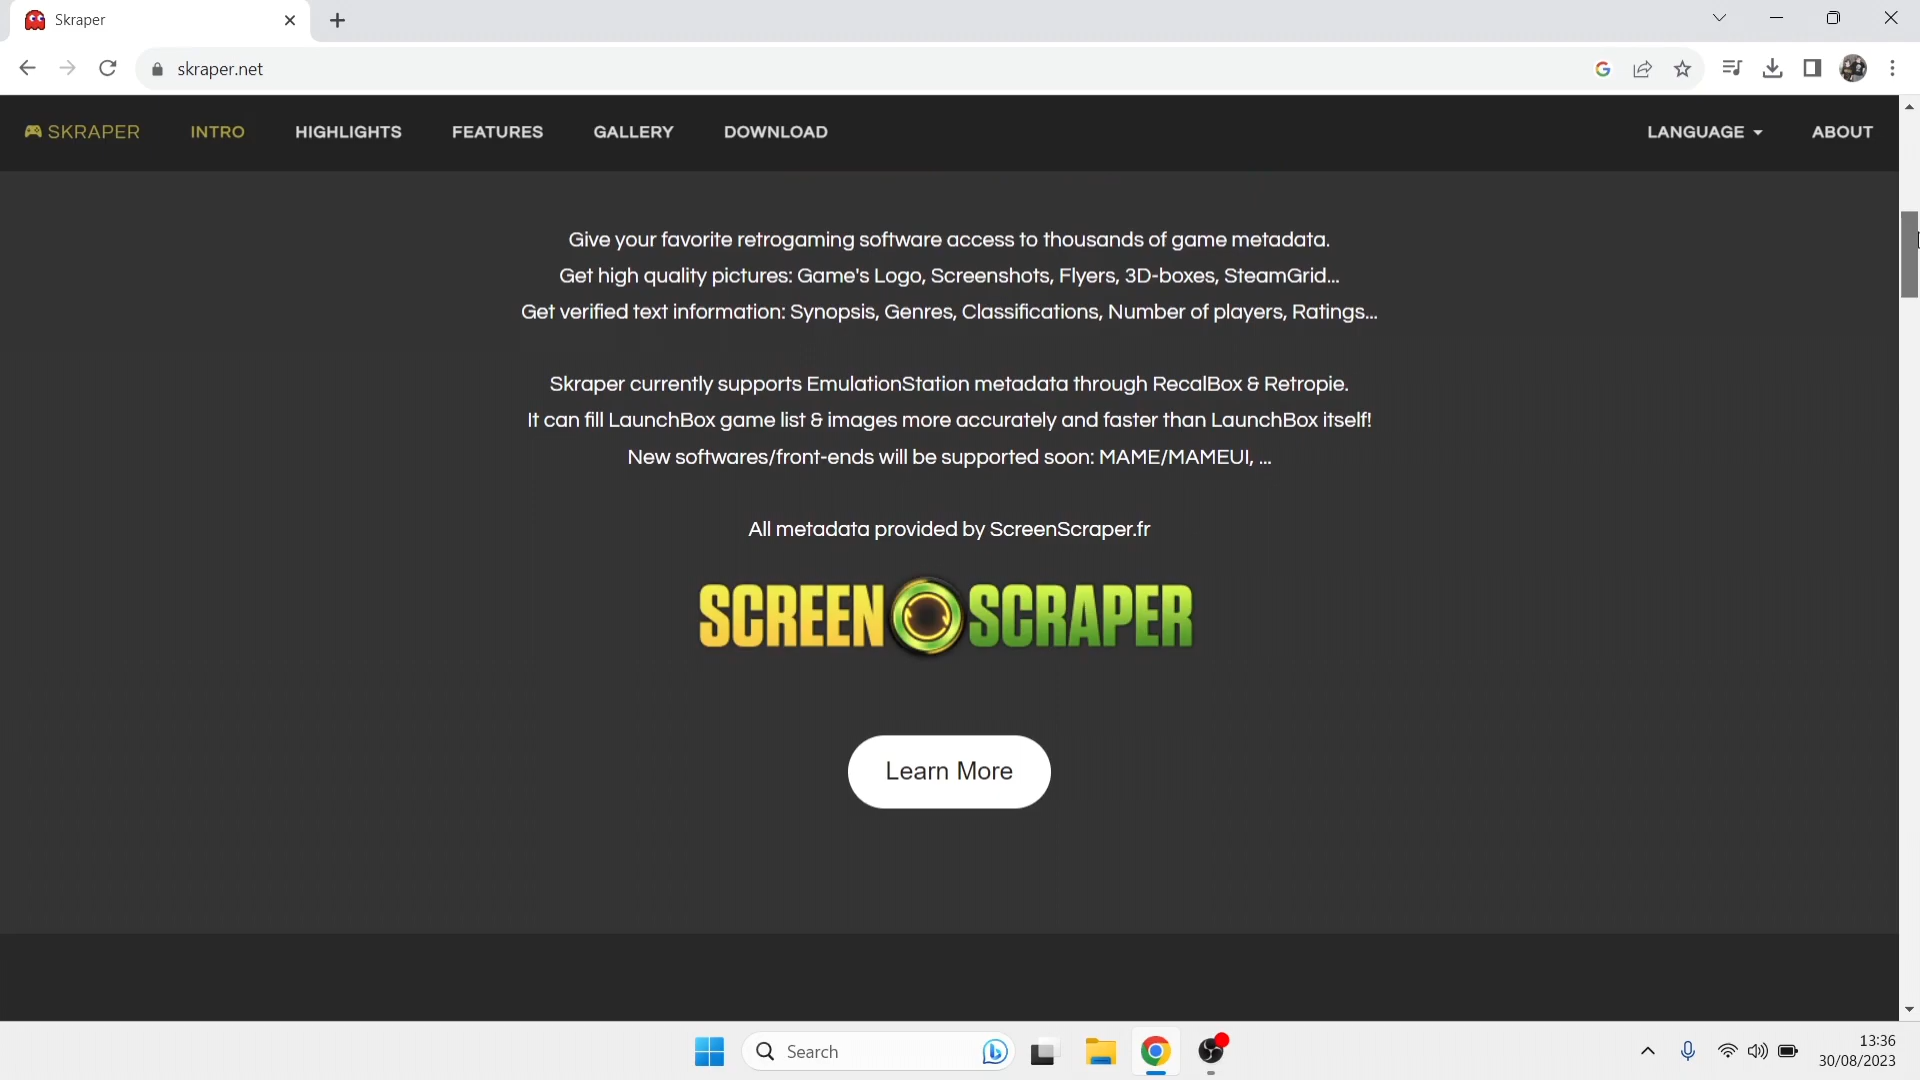 Skraper
skraper.net
SKRAPER
INTRO
HIGHLIGHTS
FEATURES
GALLERY
DOWNLOAD
LANGUAGE
ABOUT
Give your favorite retrogaming software access to thousands of game metadata.
Get high quality pictures: Game's Logo, Screenshots, Flyers, 3D-boxes, SteamGrid...
Get verified text information: Synopsis, Genres, Classifications, Number of players, Ratings...
Skraper currently supports EmulationStation metadata through RecalBox & Retropie.
It can fill LaunchBox game list & images more accurately and faster than LaunchBox itself!
New softwares/front-ends will be supported soon: MAME/MAMEUI, ...
All metadata provided by ScreenScraper.fr
SCREEN SCRAPER
Learn More
Search
13:36
30/08/2023